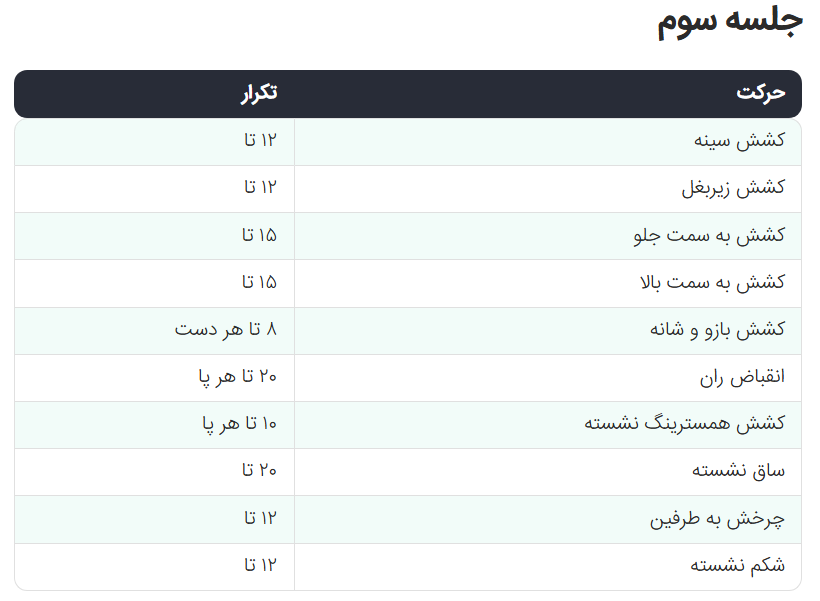 جلسه سوم
حرکت تکرار
کشش سینه ۱۲ تا
کشش زیربغل ۱۲ تا
کشش به سمت جلو ۱۵ تا
کشش به سمت بالا ۱۵ تا
کشش بازو و شانه ۸ تا هر دست
انقباض ران ۲۰ تا هر پا
کشش همسترینگ نشسته ۱۰ تا هر پا
ساق نشسته ۲۰ تا
چرخش به طرفین ۱۲ تا
شکم نشسته ۱۲ تا